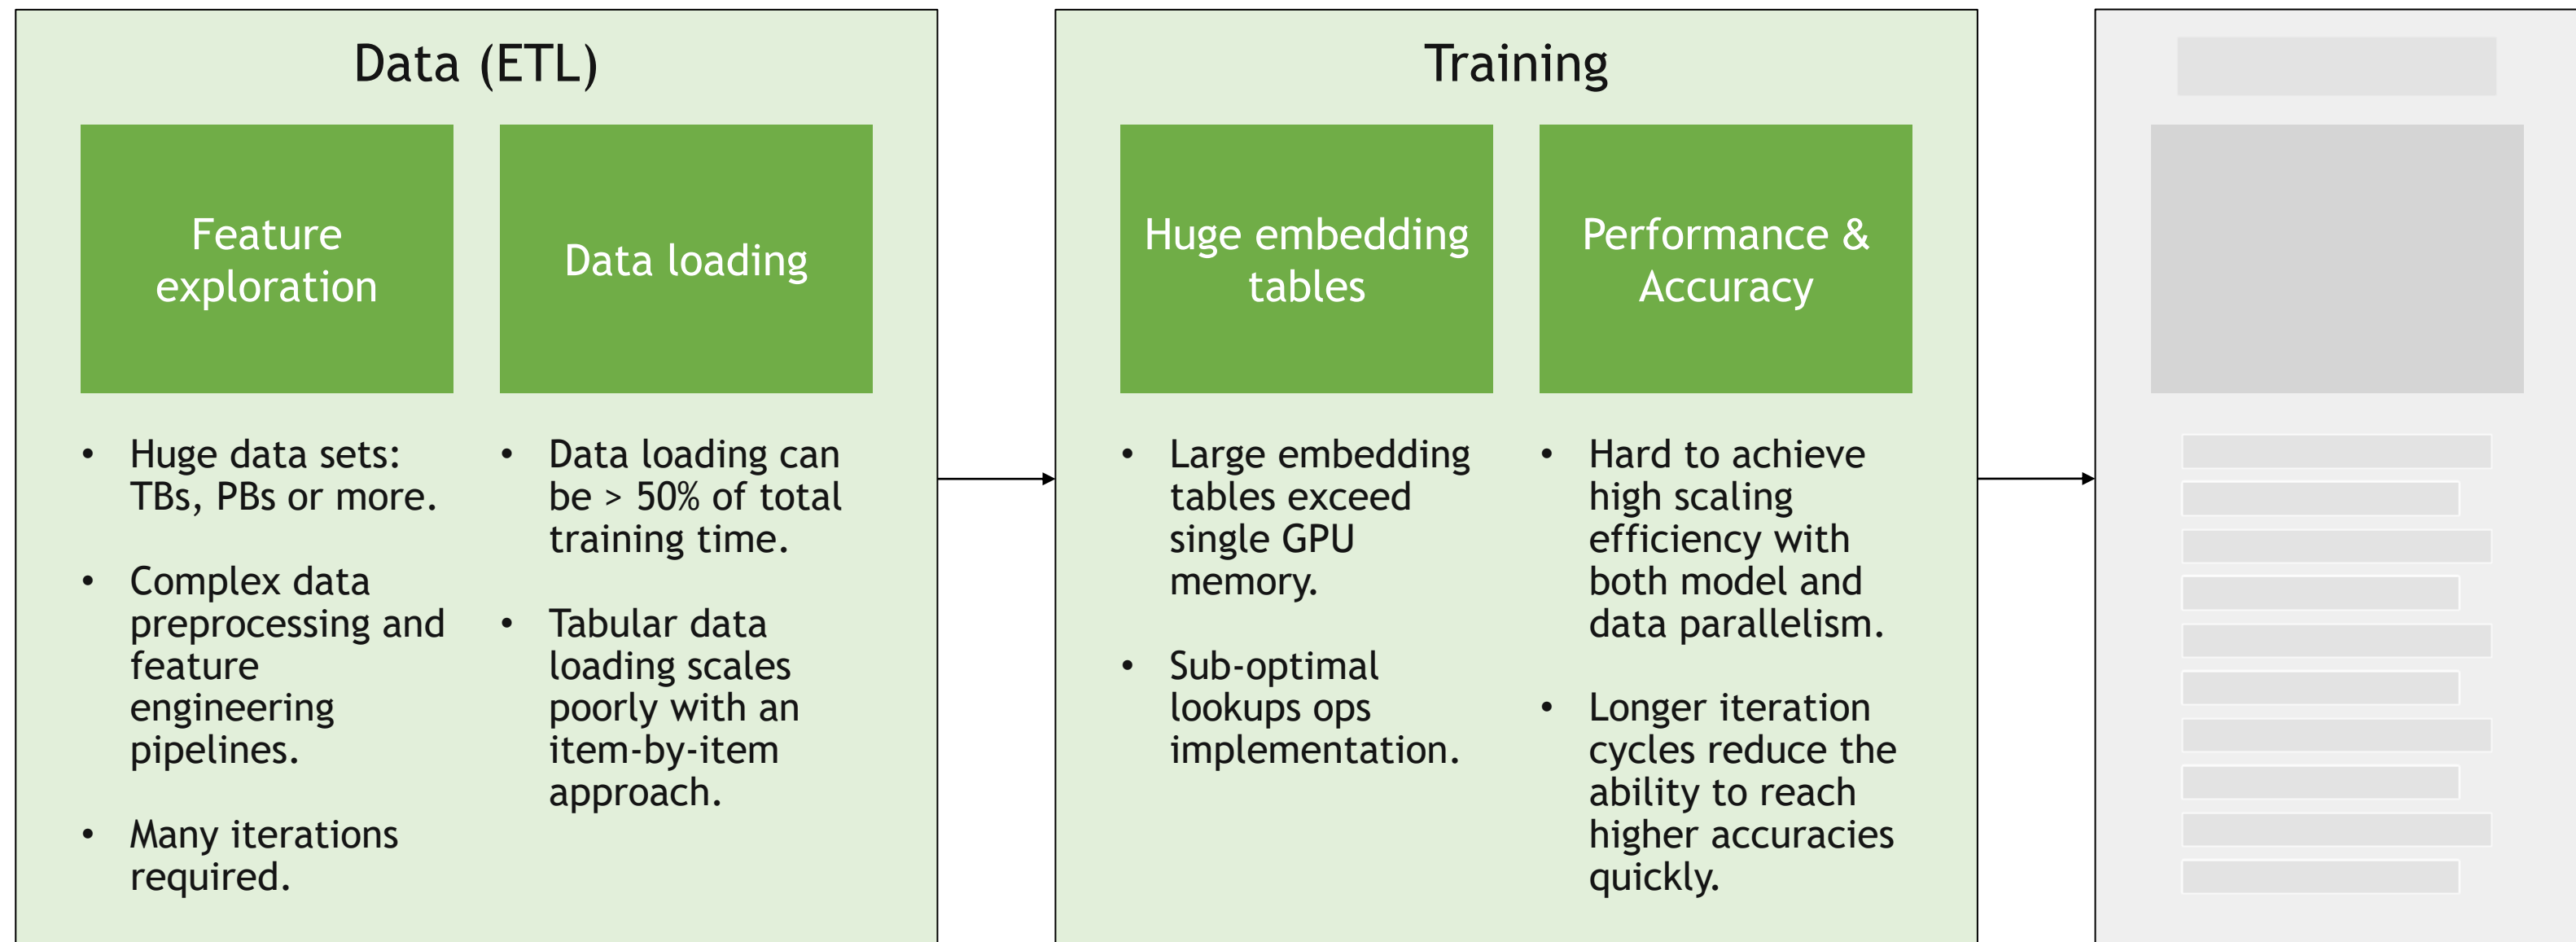 Data (ETL)
Feature
exploration
Data loading
• Huge data sets:
TBs, PBs or more.
• Complex data
preprocessing and
feature
engineering
pipelines.
• Many iterations
required.
• Data loading can
be > 50% of total
training time.
• Tabular data
loading scales
poorly with an
item-by-item
approach.
Training
Huge embedding
tables
Performance &
Accuracy
• Large embedding
tables exceed
single GPU
memory.
• Sub-optimal
lookups ops
implementation.
• Hard to achieve
high scaling
efficiency with
both model and
data parallelism.
• Longer iteration
cycles reduce the
ability to reach
higher accuracies
quickly.